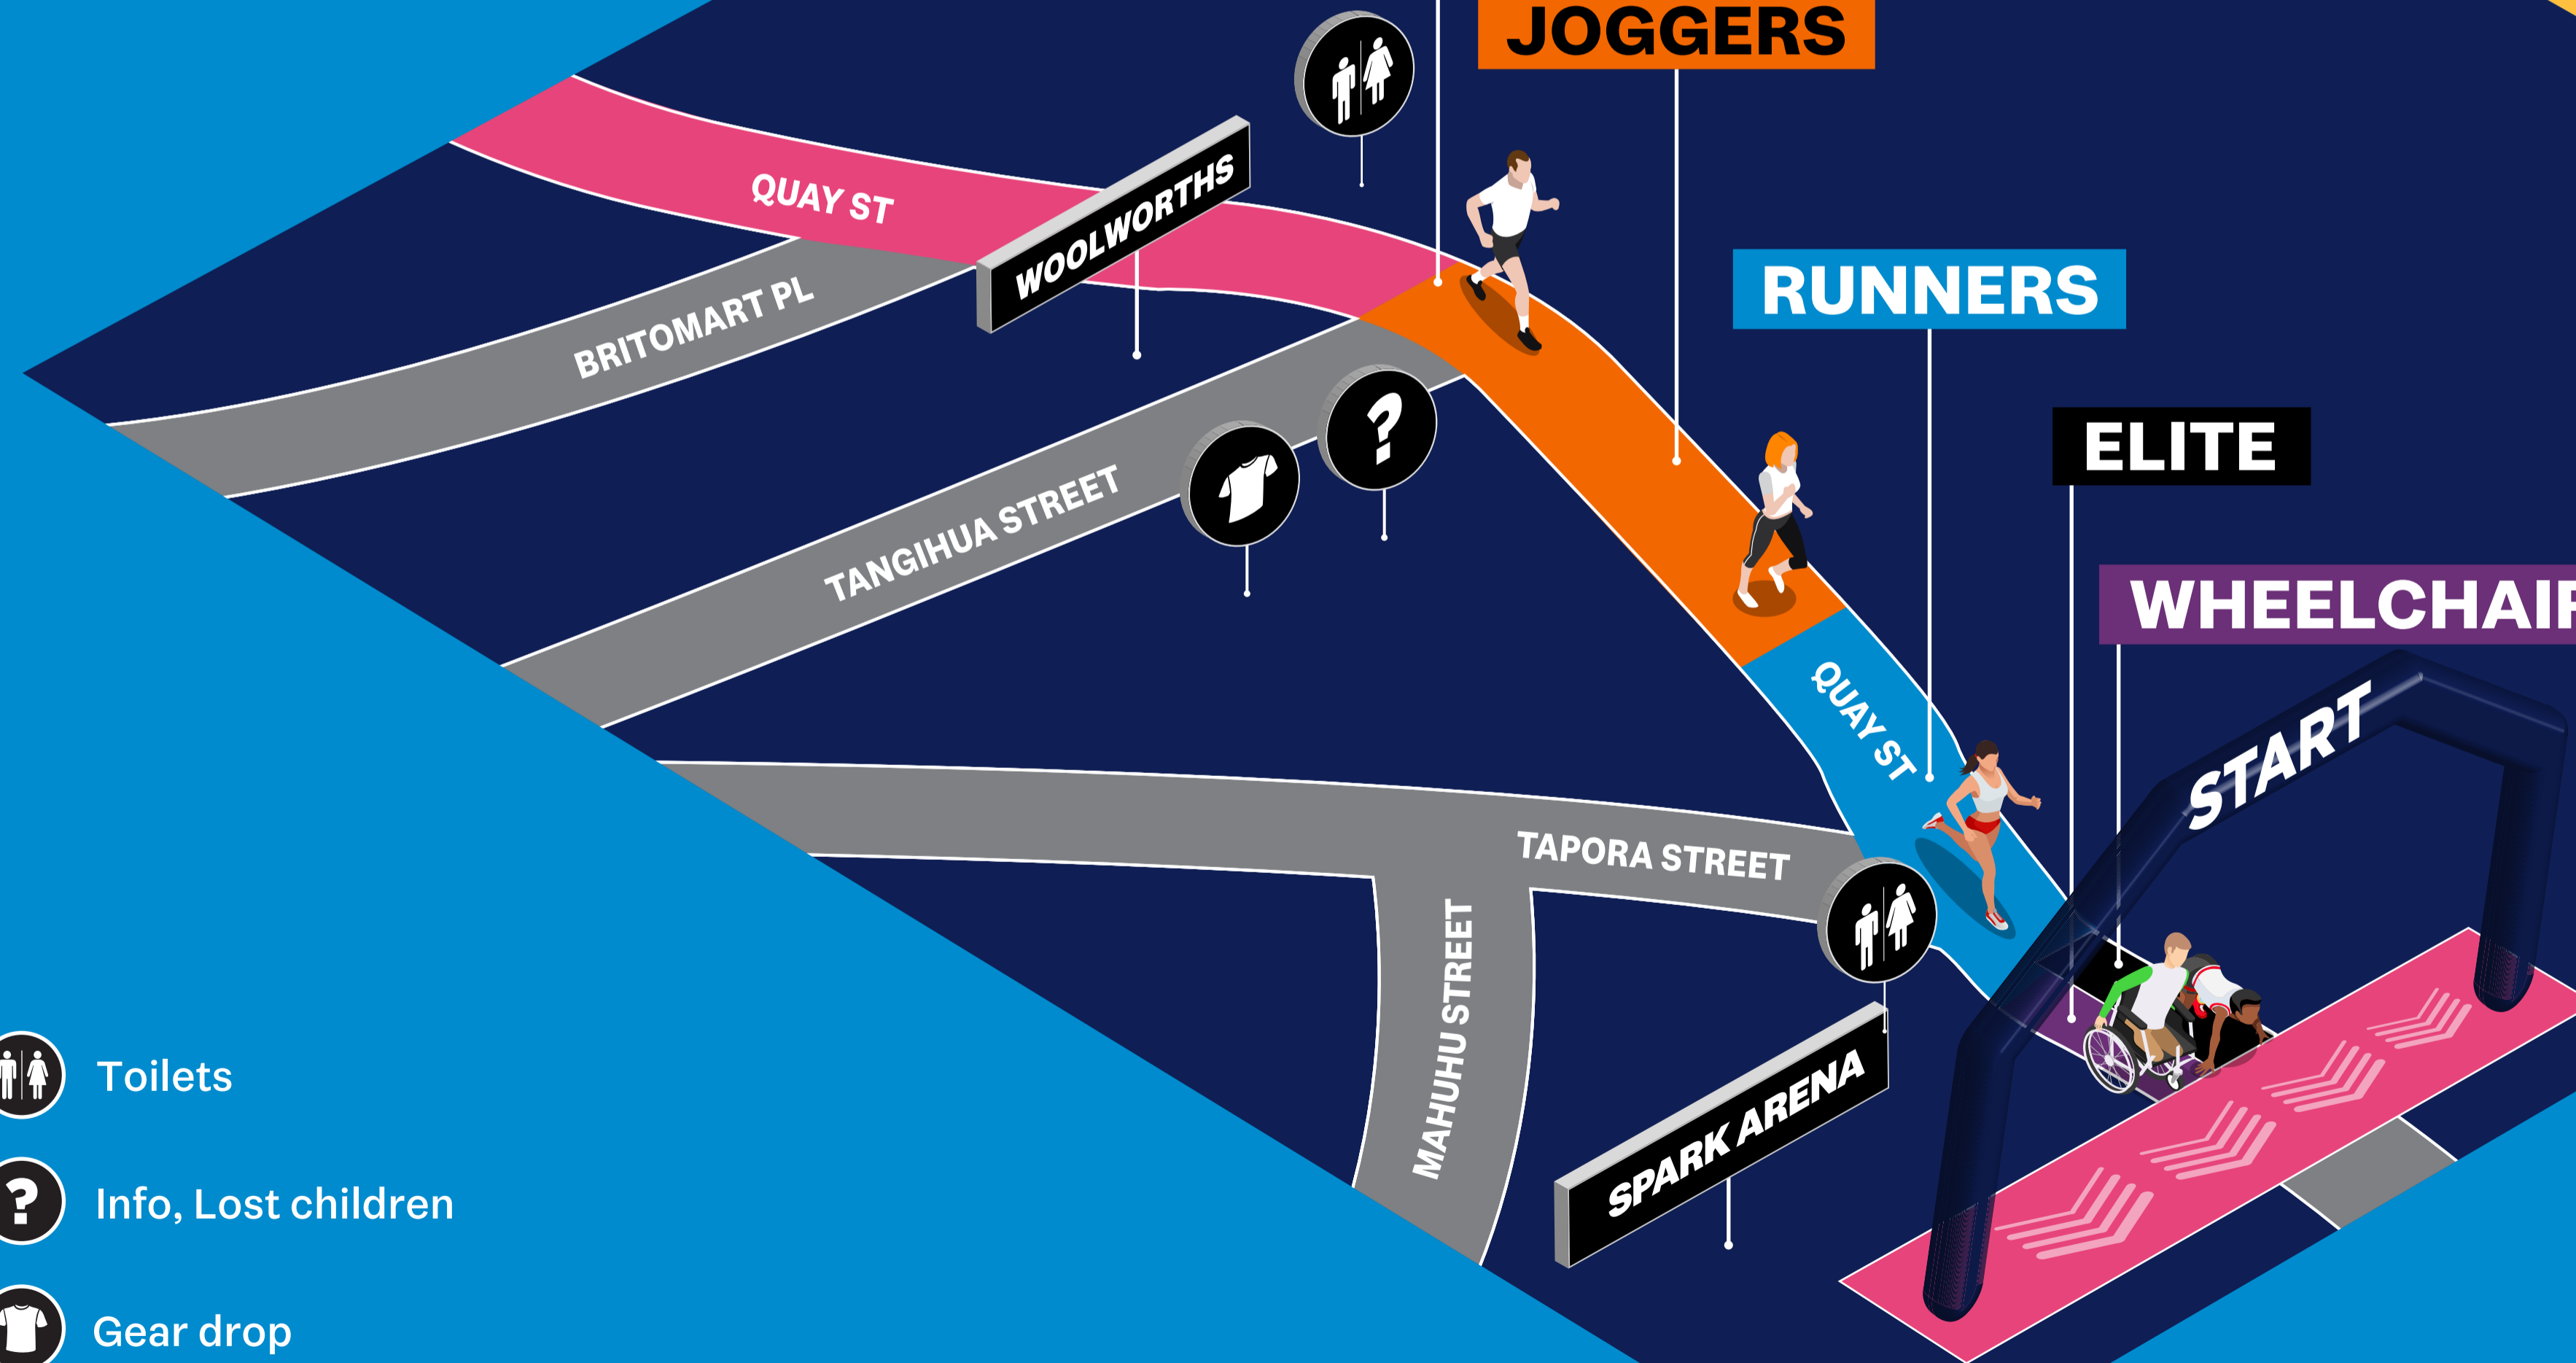 JOGGERS
QUAY ST
WOOLWORTHS
RUNNERS
BRITOMART PL
?
ELITE
TANGIHUA STREET
WHEELCHAIR
QUAY ST
START
TAPORA STREET
MAHUHU STREET
SPARK ARENA
Toilets
?
Info, Lost children
Gear drop